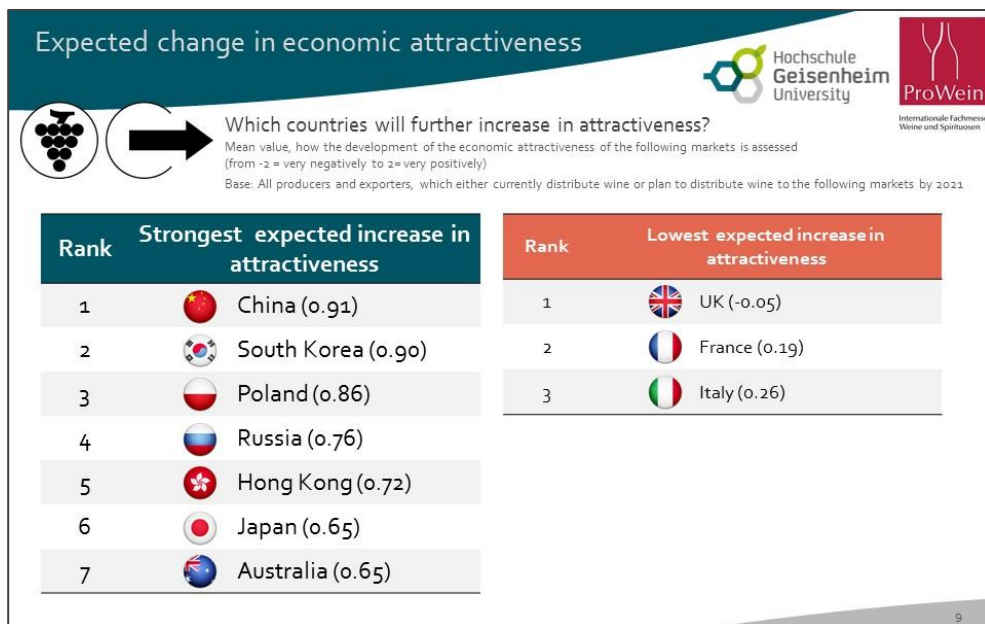 Expected change in economic attractiveness
Hochschule
Geisenheim
University
ProWein
Internationale Fachmesse
Weine und Spirituosen
Which countries will further increase in attractiveness?
Mean value, how the development of the economic attractiveness of the following markets is assessed
(from -2 = very negatively to 2= very positively)
Base: All producers and exporters, which either currently distribute wine or plan to distribute wine to the following markets by 2021
Rank Strongest expected increase in
attractiveness
1 China (0.91)
2 South Korea (0.90)
3 Poland (0.86)
4 Russia (0.76)
5 Hong Kong (0.72)
6 Japan (0.65)
7 Australia (0.65)
Rank Lowest expected increase in
attractiveness
1 UK (-0.05)
2 France (0.19)
3 Italy (0.26)
9